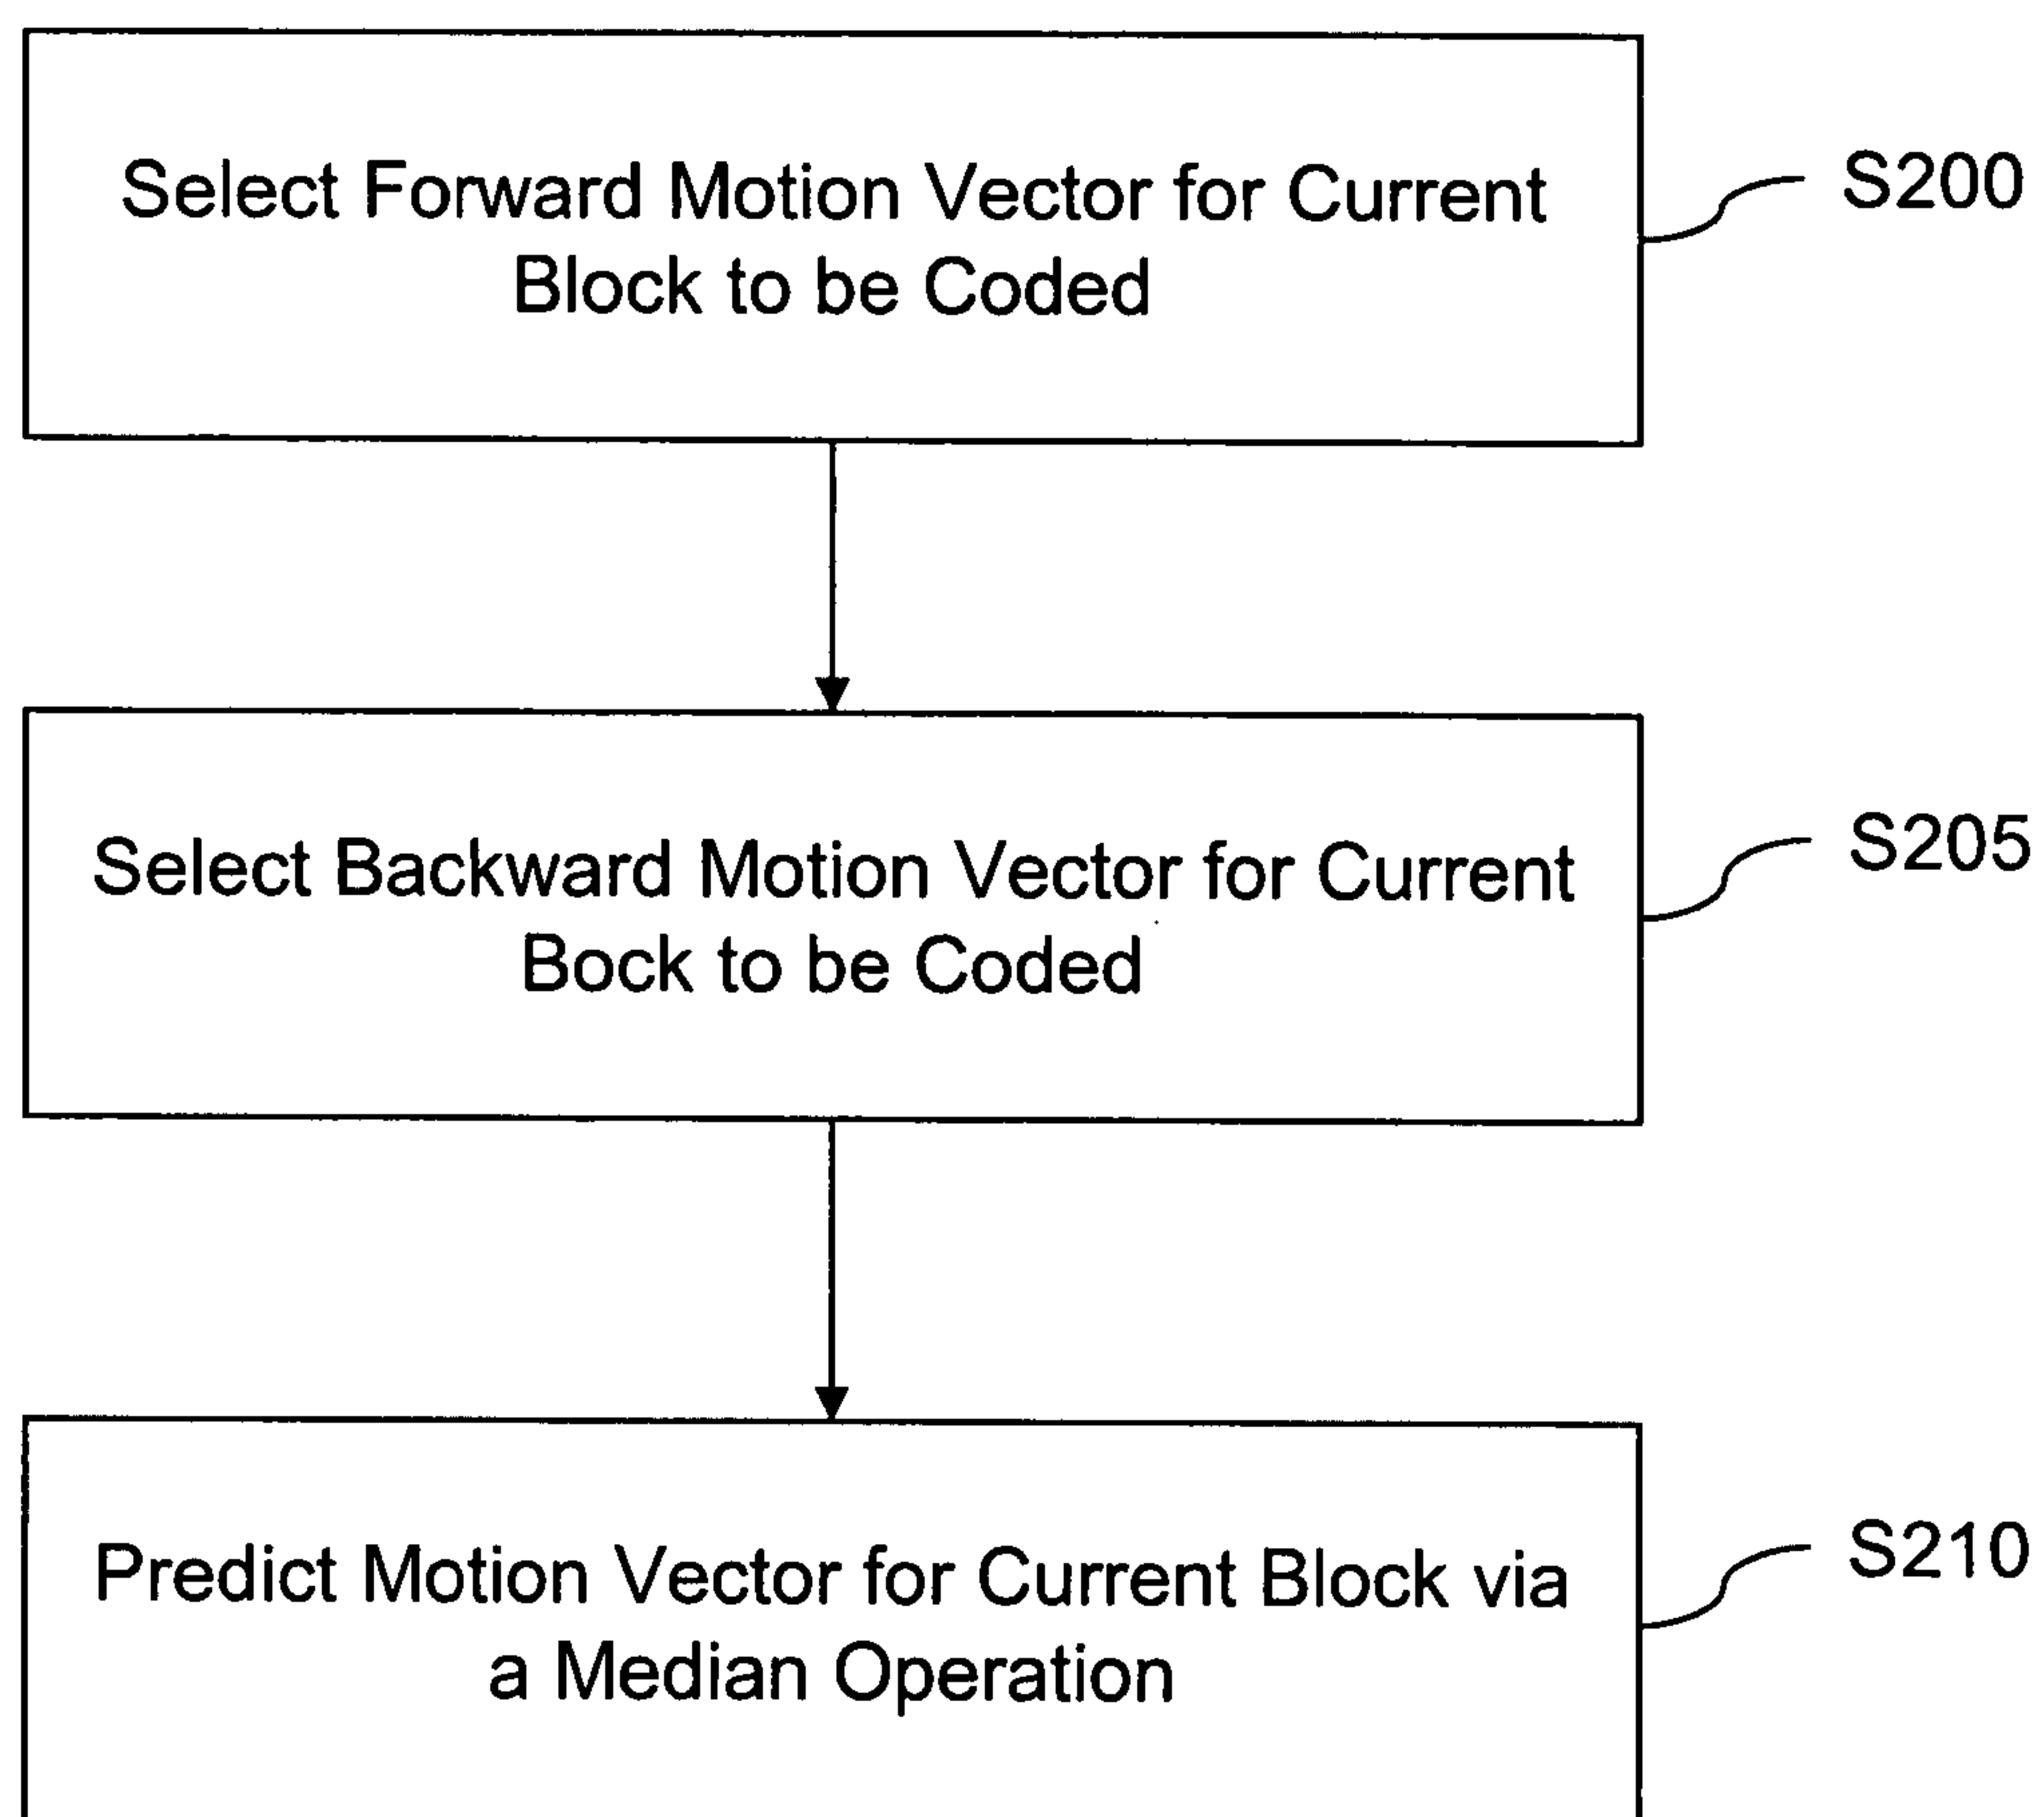 Select Forward Motion Vector for Current
Block to be Coded
S200
Select Backward Motion Vector for Current
Bock to be Coded
S205
Predict Motion Vector for Current Block via
a Median Operation
S210